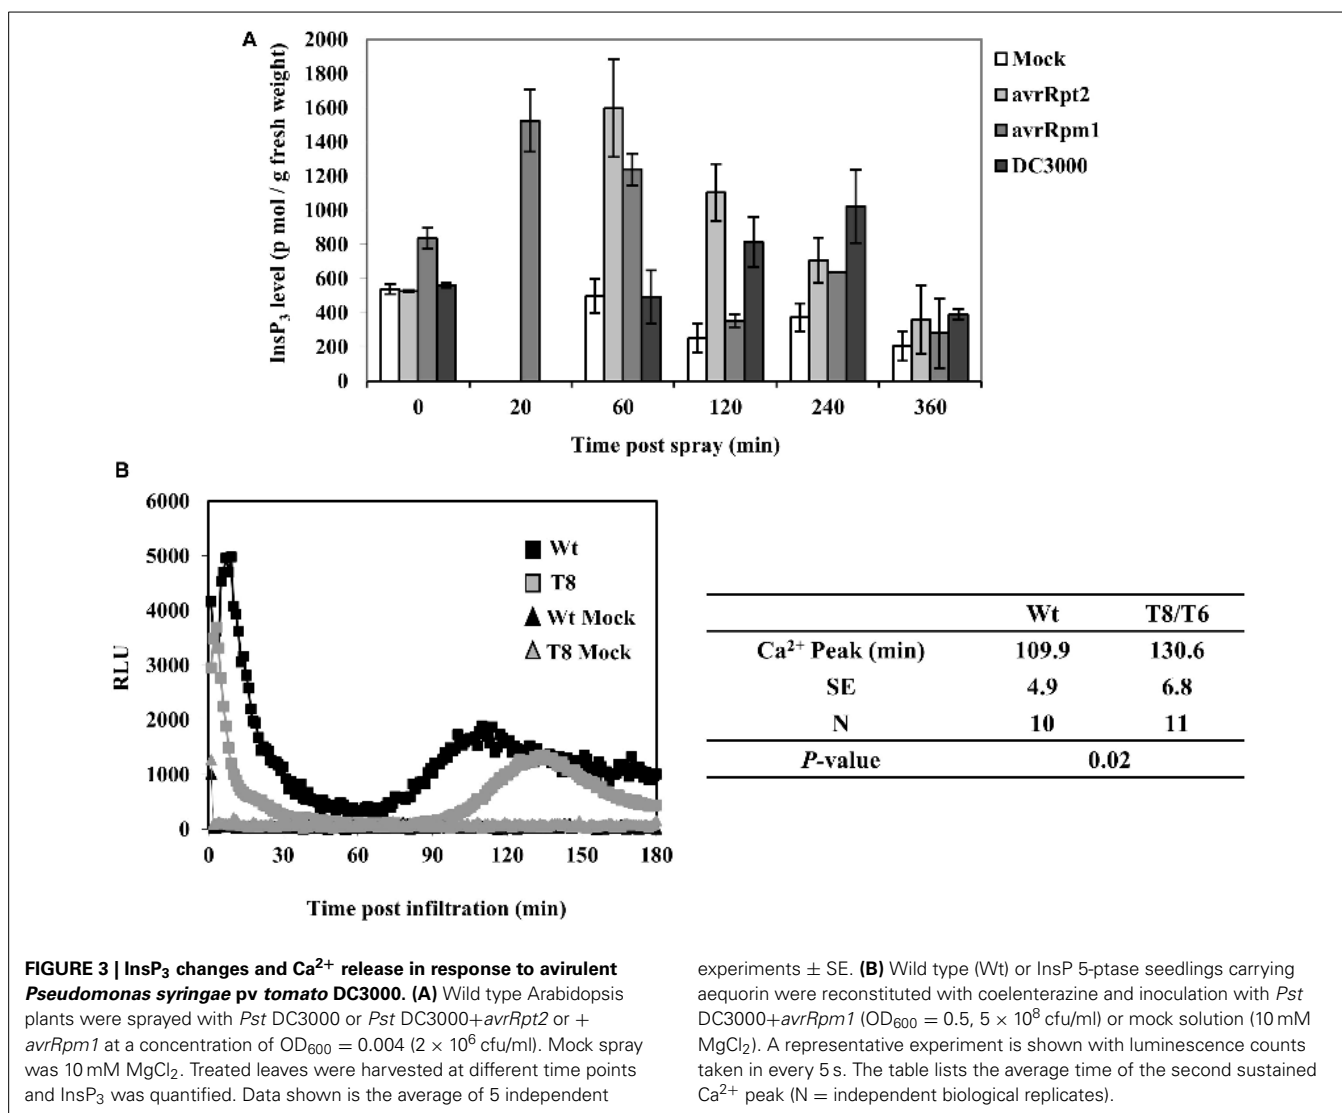 A
2000
1800
1600
1400
1200
1000
800
600
400
200
0
InsP3 level (p mol / g fresh weight)
Mock
avrRpt2
avrRpm1
DC3000
0 20 60 120 240 360
Time post spray (min)
B
6000
5000
4000
3000
2000
1000
0
RLU
Wt
T8
Wt Mock
T8 Mock
0 30 60 90 120 150 180
Time post infiltration (min)
Wt T8/T6
Ca2+ Peak (min) 109.9 130.6
SE 4.9 6.8
N 10 11
P-value 0.02
FIGURE 3 | InsP3 changes and Ca2+ release in response to avirulent
Pseudomonas syringae pv tomato DC3000. (A) Wild type Arabidopsis
plants were sprayed with Pst DC3000 or Pst DC3000+avrRpt2 or +
avrRpm1 at a concentration of OD600 = 0.004 (2 × 10⁶ cfu/ml). Mock spray
was 10 mM MgCl2. Treated leaves were harvested at different time points
and InsP3 was quantified. Data shown is the average of 5 independent
experiments ± SE. (B) Wild type (Wt) or InsP 5-ptase seedlings carrying
aequorin were reconstituted with coelenterazine and inoculation with Pst
DC3000+avrRpm1 (OD600 = 0.5, 5 × 10⁸ cfu/ml) or mock solution (10 mM
MgCl2). A representative experiment is shown with luminescence counts
taken in every 5 s. The table lists the average time of the second sustained
Ca2+ peak (N = independent biological replicates).